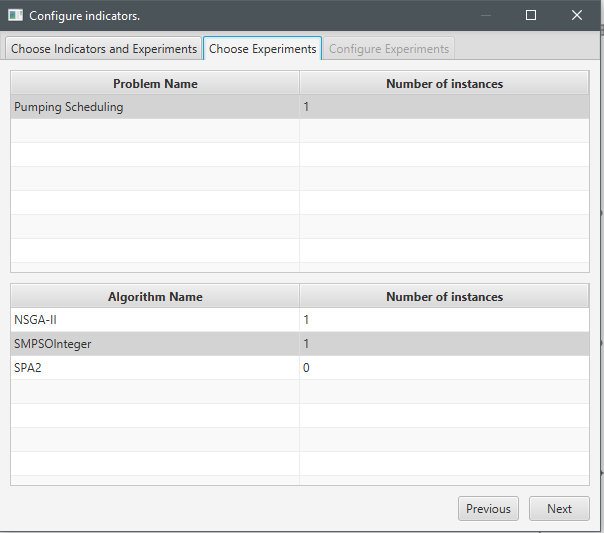 Configure indicators.
Choose Indicators and Experiments Choose Experiments Configure Experiments
Problem Name Number of instances
Pumping Scheduling 1
Algorithm Name Number of instances
NSGA-II 1
SMPSOInteger 1
SPA2 0
Previous Next